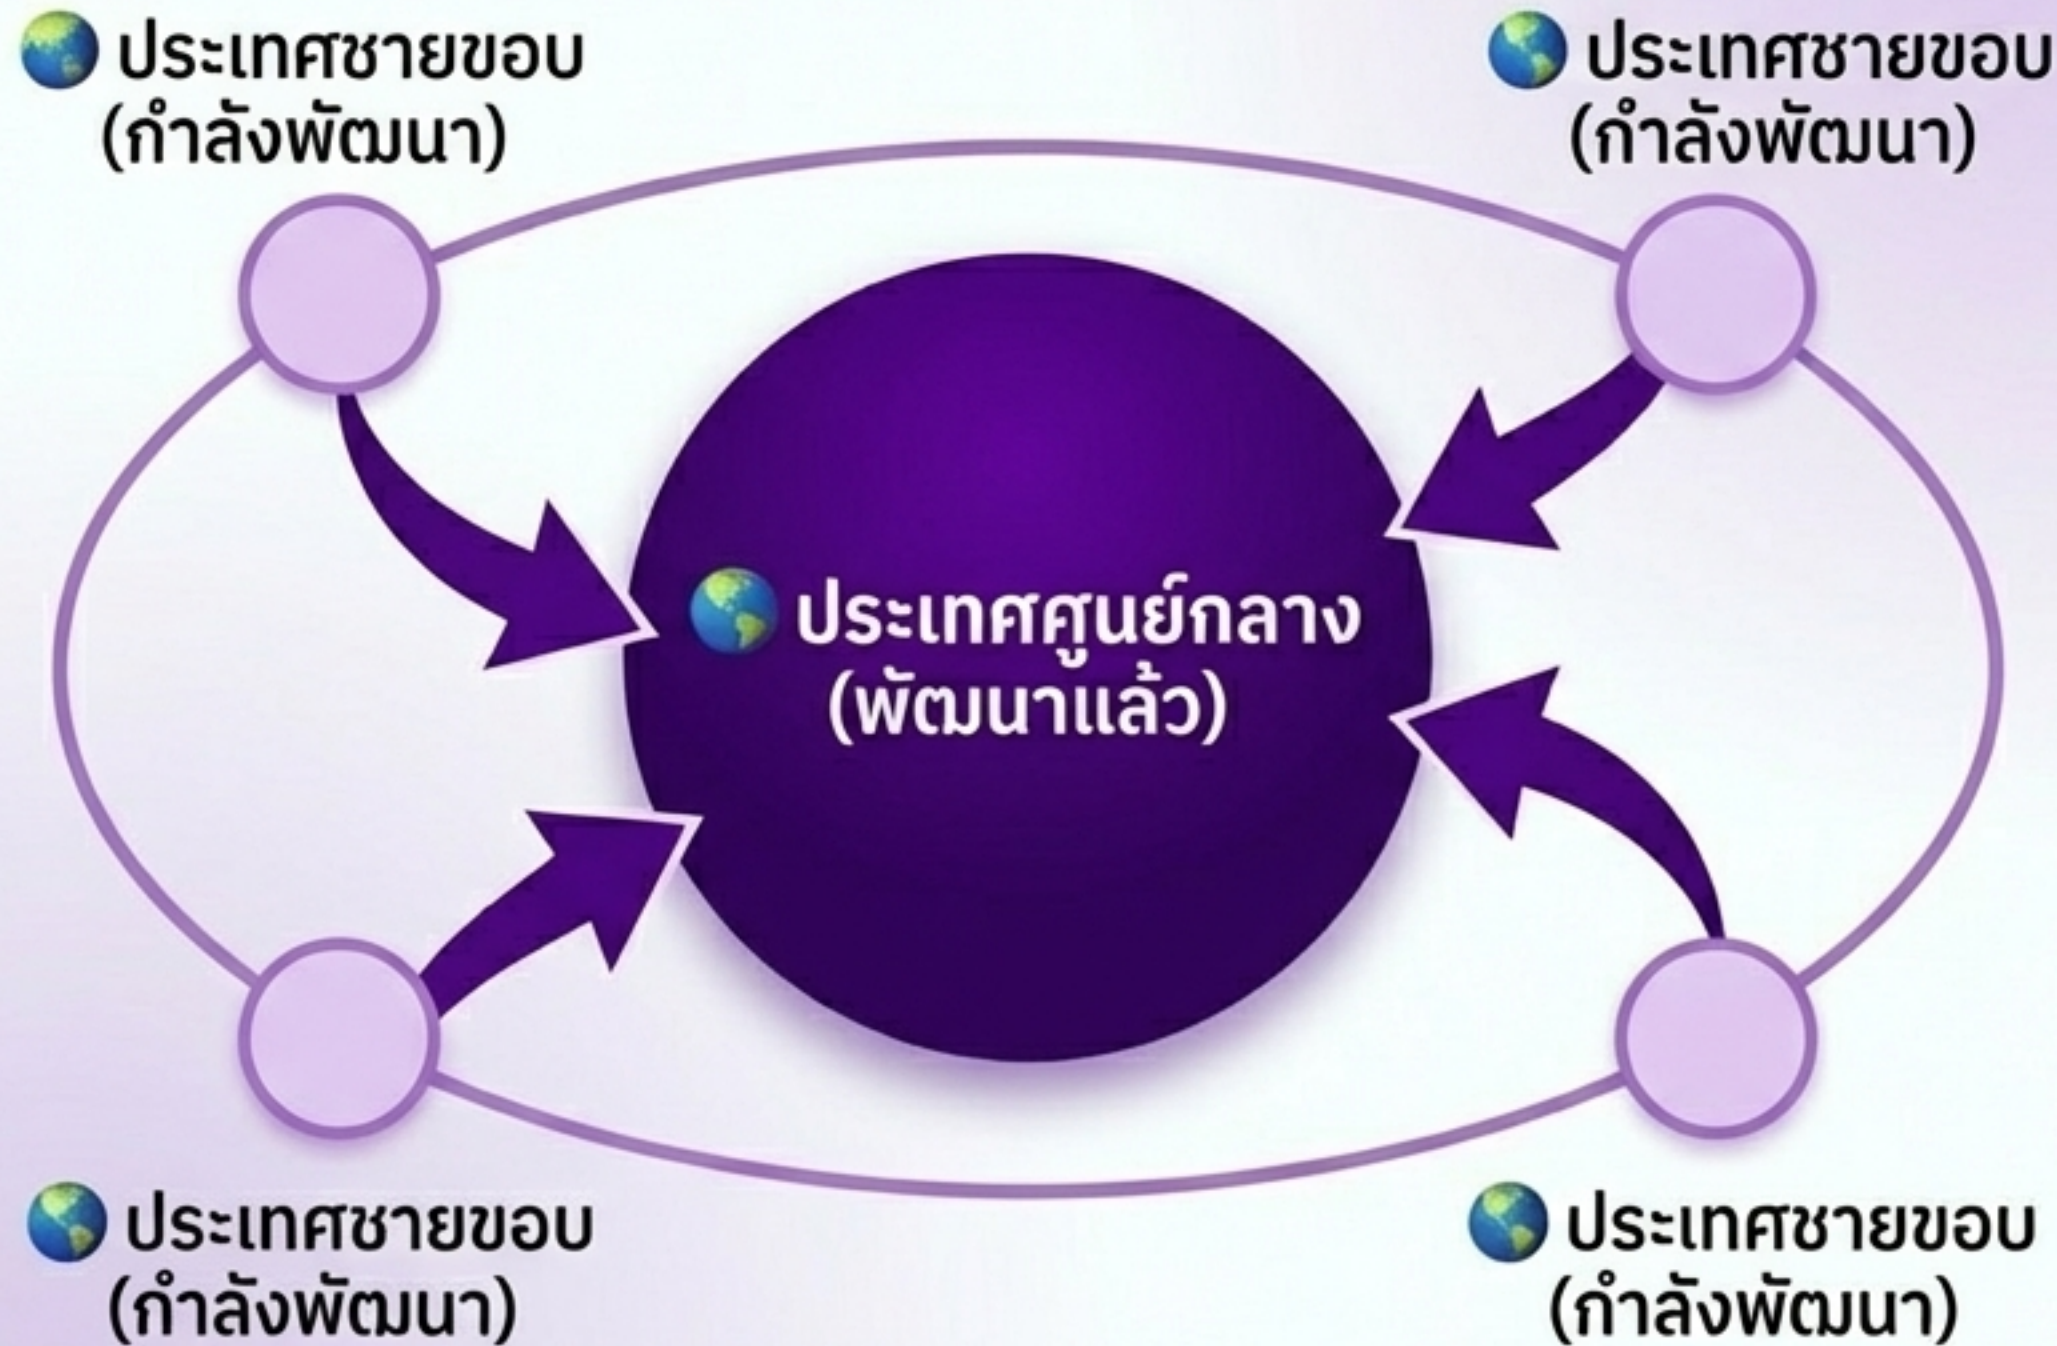 ประเทศชายขอบ
(กำลังพัฒนา)
ประเทศชายขอบ
(กำลังพัฒนา)
ประเทศศูนย์กลาง
(พัฒนาแล้ว)
ประเทศชายขอบ
(กำลังพัฒนา)
ประเทศชายขอบ
(กำลังพัฒนา)